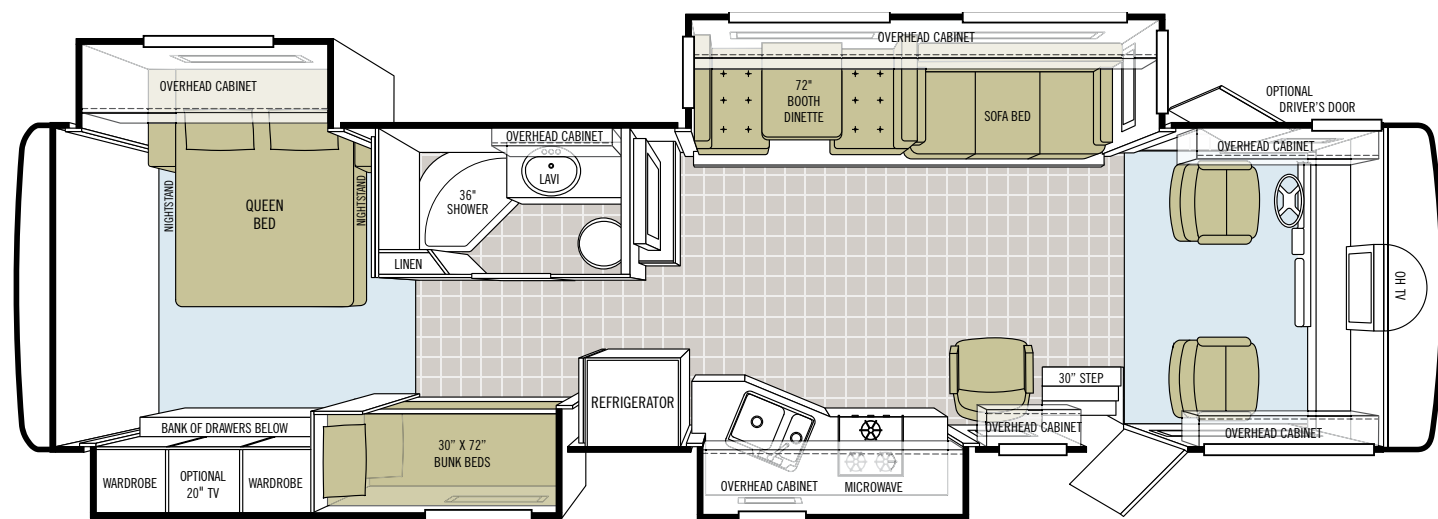 OVERHEAD CABINET
OVERHEAD CABINET
72"
BOOTH
DINETTE
SOFA BED
OPTIONAL
DRIVER'S DOOR
OVERHEAD CABINET
OVERHEAD CABINET
LAVI
36"
SHOWER
NIGHTSTAND
QUEEN
BED
NIGHTSTAND
LINEN
OH TV
30” STEP
REFRIGERATOR
BANK OF DRAWERS BELOW
OVERHEAD CABINET
OVERHEAD CABINET
30” X 72”
BUNK BEDS
WARDROBE
OPTIONAL
20" TV
WARDROBE
OVERHEAD CABINET
MICROWAVE